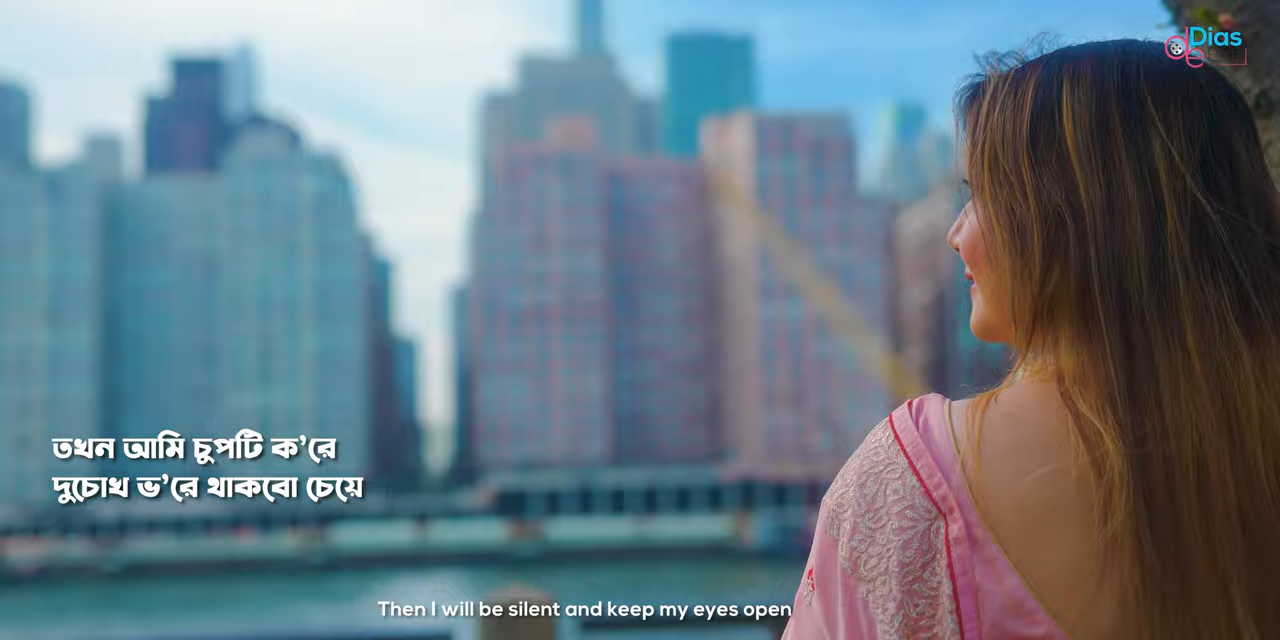 Dias
তখন আমি চুপটি ক'রে
দুচোখ ভ'রে থাকবো চেয়ে
Then I will be silent and keep my eyes open